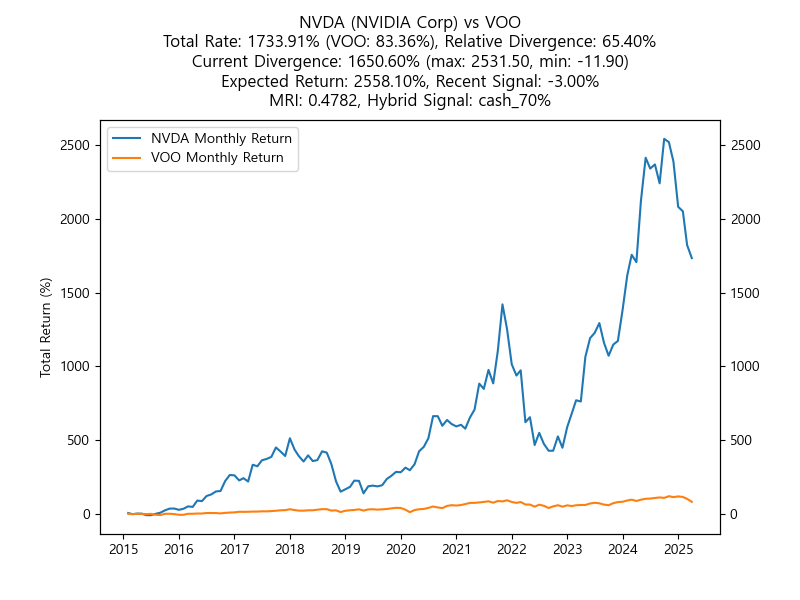 NVDA (NVIDIA Corp) vs VOO
Total Rate: 1733.91% (VOO: 83.36%), Relative Divergence: 65.40%
Current Divergence: 1650.60% (max: 2531.50, min: -11.90)
Expected Return: 2558.10%, Recent Signal: -3.00%
MRI: 0.4782, Hybrid Signal: cash_70%
NVDA Monthly Return
VOO Monthly Return
Total Return (%)
2500
2000
1500
1000
500
0
2500
2000
1500
1000
500
0
2015 2016 2017 2018 2019 2020 2021 2022 2023 2024 2025